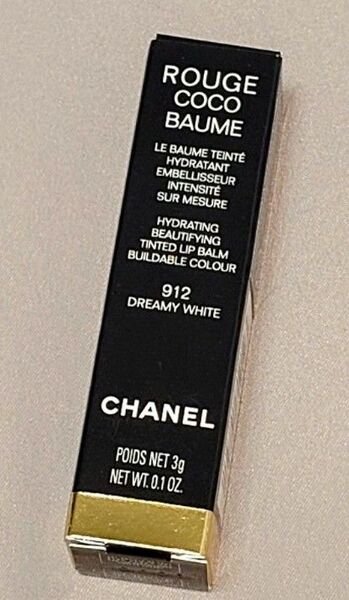 ROUGE
COCO
BAUME
LE BAUME TEINTÉ
HYDRATANT
EMBELLISSEUR
INTENSITÉ
SUR MESURE
HYDRATING
BEAUTIFYING
TINTED LIP BALM
BUILDABLE COLOUR
912
DREAMY WHITE
CHANEL
POIDS NET 3g
NET WT. 0.1 OZ.